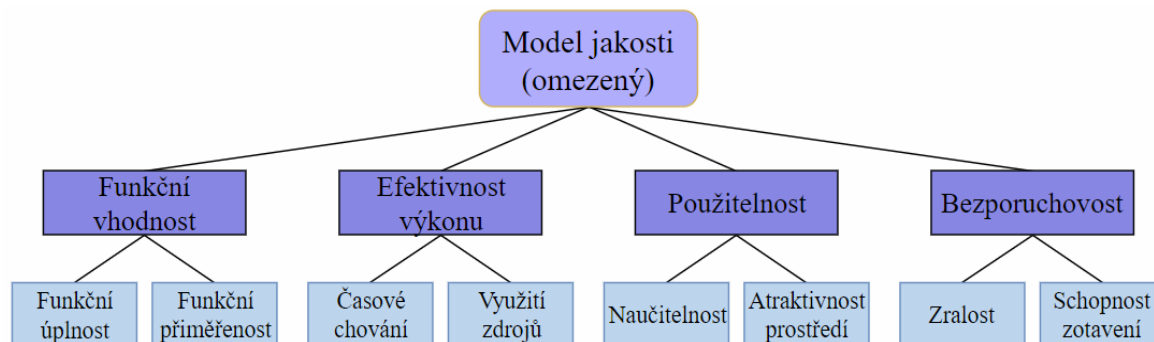 Model jakosti
(omezený)
Funkční
vhodnost
Efektivnost
výkonu
Použitelnost
Bezporuchovost
Funkční
úplnost
Funkční
přiměřenost
Časové
chování
Využití
zdrojů
Naučitelnost
Atraktivnost
prostředí
Zralost
Schopnost
zotavení